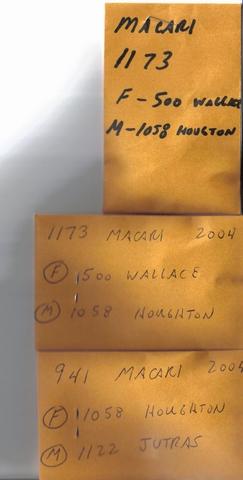 MACARI
1173
F - 500 WALLACE
M - 1058 HOUGTON
1173 MACARI 2004
F 1500 WALLACE
M 1058 HOUGHTON
941 MACARI 2004
F 1058 HOUGHTON
M 1122 JUTRAS